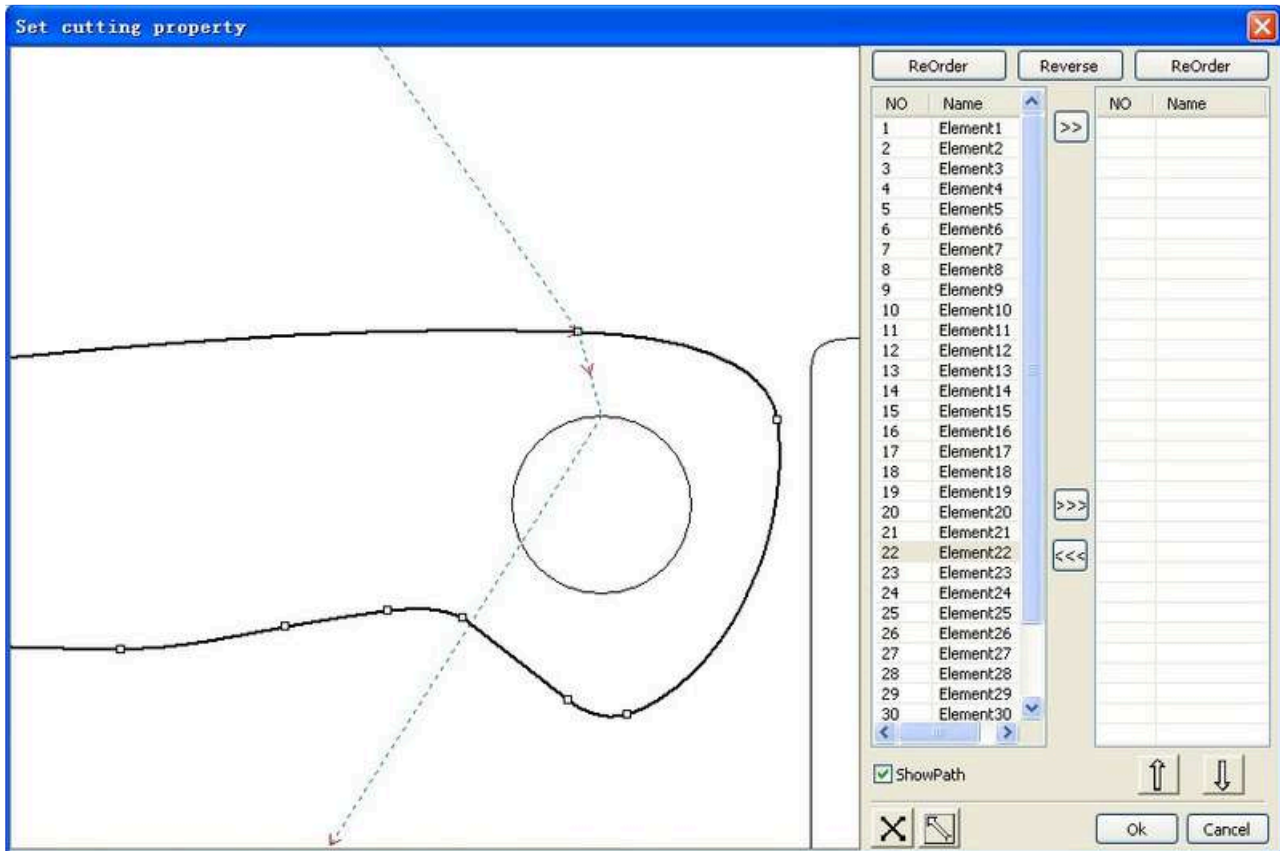 Set cutting property
ReOrder Reverse ReOrder
NO Name >> NO Name
1 Element1
2 Element2
3 Element3
4 Element4
5 Element5
6 Element6
7 Element7
8 Element8
9 Element9
10 Element10
11 Element11
12 Element12
13 Element13
14 Element14
15 Element15
16 Element16
17 Element17
18 Element18
19 Element19
20 Element20 >>>
21 Element21
22 Element22 <<<
23 Element23
24 Element24
25 Element25
26 Element26
27 Element27
28 Element28
29 Element29
30 Element30
ShowPath
Ok Cancel